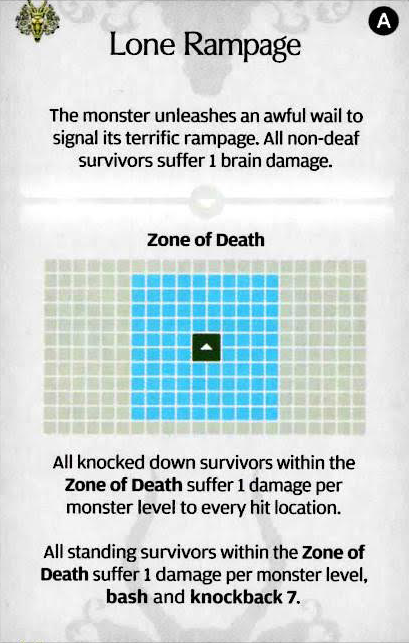 A
Lone Rampage
The monster unleashes an awful wail to
signal its terrific rampage. All non-deaf
survivors suffer 1 brain damage.
Zone of Death
All knocked down survivors within the
Zone of Death suffer 1 damage per
monster level to every hit location.
All standing survivors within the Zone of
Death suffer 1 damage per monster level,
bash and knockback 7.